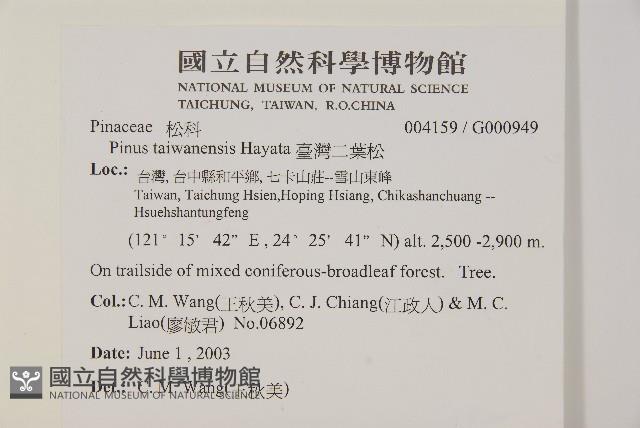 國立自然科學博物館
NATIONAL MUSEUM OF NATURAL SCIENCE
TAICHUNG, TAIWAN, R.O.CHINA
Pinaceae 松科 004159 / G000949
Pinus taiwanensis Hayata 臺灣二葉松
Loc.: 台灣, 台中縣和平鄉, 七卡山莊--雪山東峰
Taiwan, Taichung Hsien,Hoping Hsiang, Chikashanchuang --
Hsuehshantungfeng
(121° 15' 42" E , 24° 25' 41" N) alt. 2,500 -2,900 m.
On trailside of mixed coniferous-broadleaf forest. Tree.
Col.: C. M. Wang(王秋美), C. J. Chiang(江政人) & M. C.
Liao(廖敏君) No.06892
Date: June 1 , 2003
Det.: C. M. Wang(王秋美)
國立自然科學博物館
NATIONAL MUSEUM OF NATURAL SCIENCE